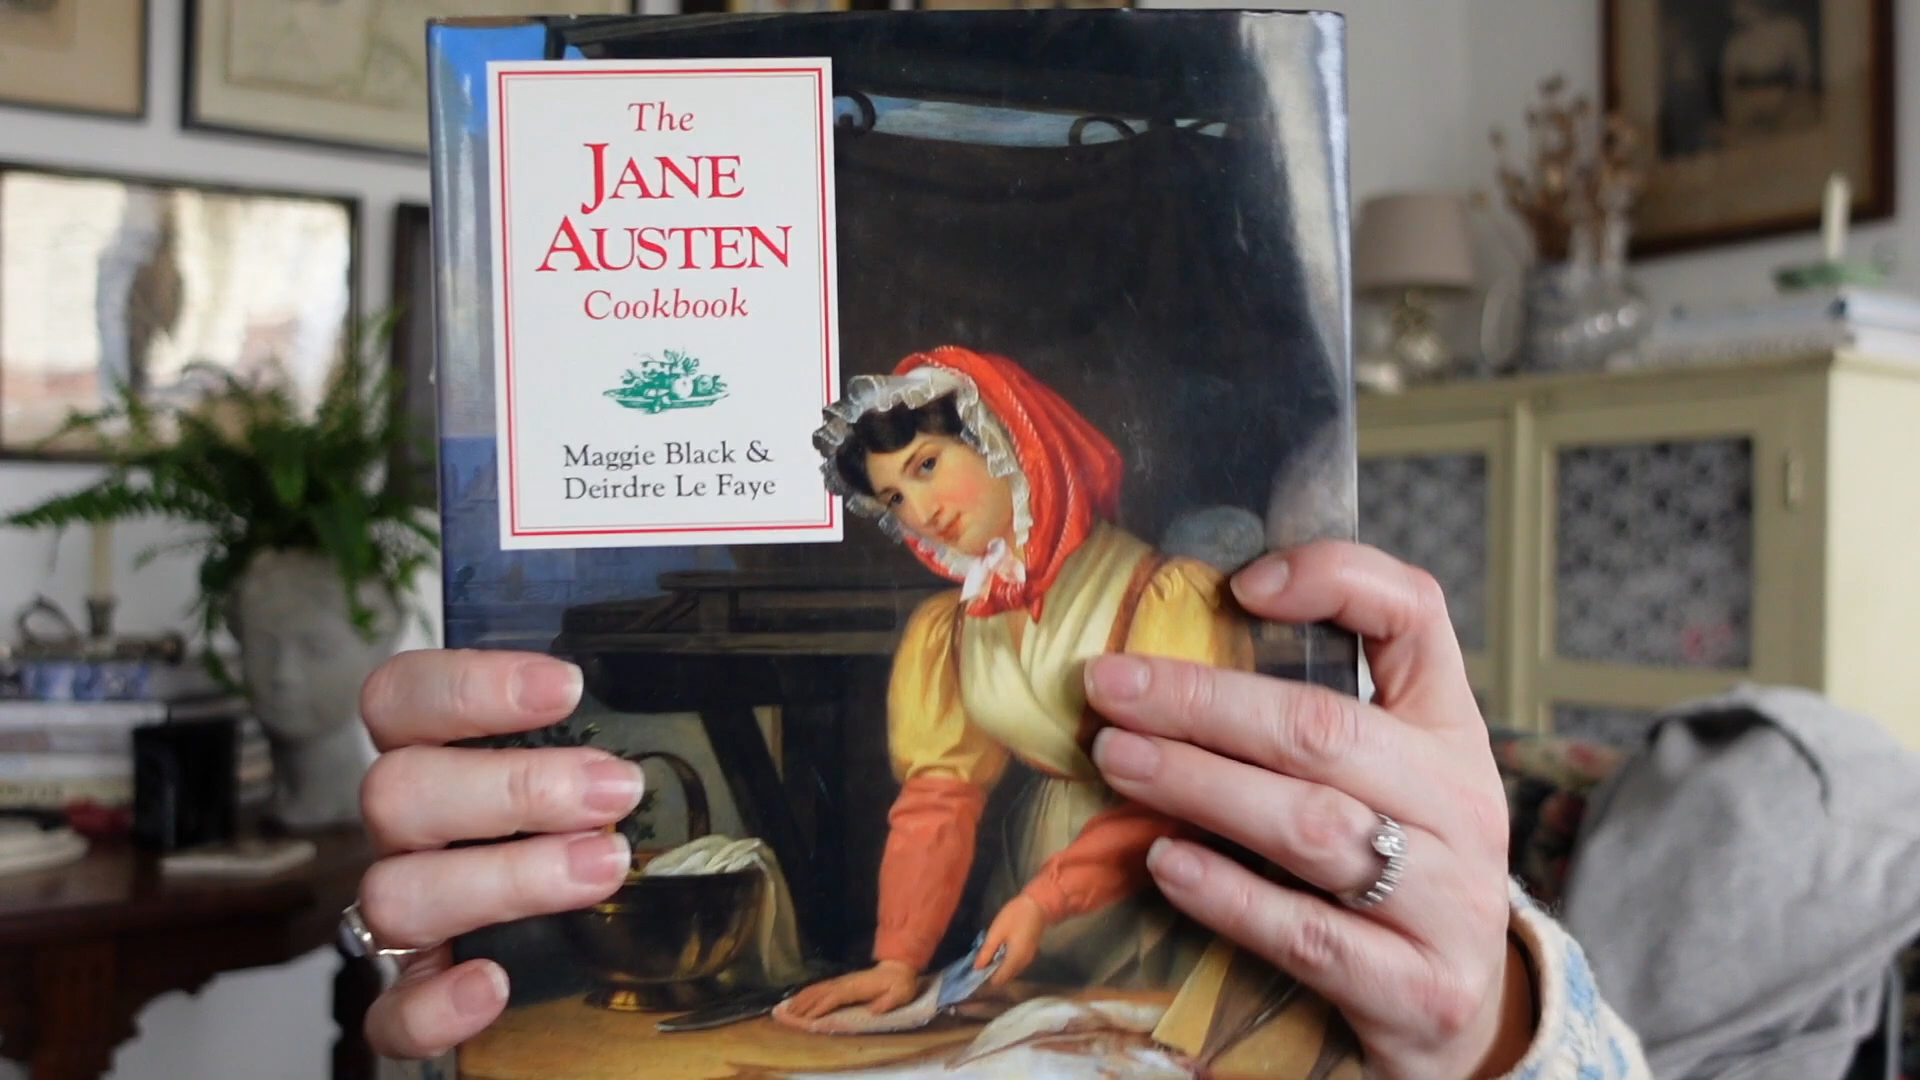 The
JANE
AUSTEN
Cookbook
Maggie Black &
Deirdre Le Faye